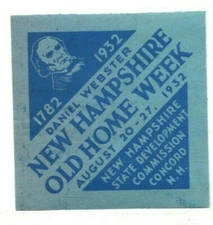 1782
1932
DANIEL WEBSTER
NEW HAMPSHIRE
OLD HOME WEEK
AUGUST 20-27, 1932
NEW HAMPSHIRE
STATE DEVELOPMENT
COMMISSION
CONCORD
N.H.